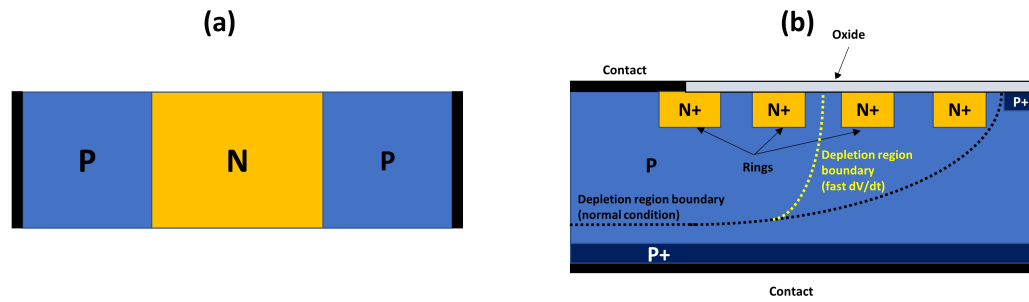 (a)
P
N
P
(b)
Oxide
Contact
N+
N+
N+
N+
P+
P
Rings
Depletion region
boundary
(fast dV/dt)
Depletion region boundary
(normal condition)
P+
Contact